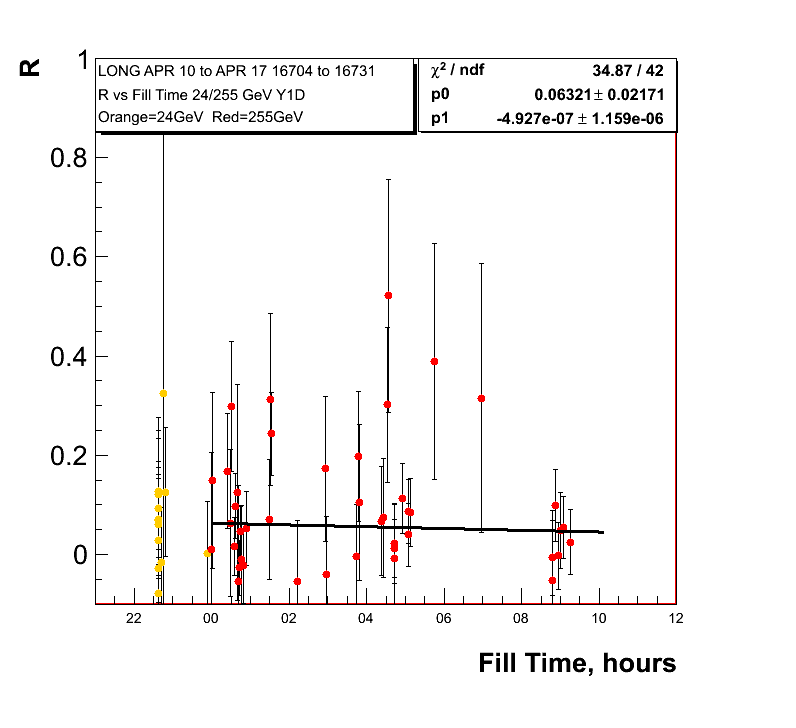 R
1
LONG APR 10 to APR 17 16704 to 16731
R vs Fill Time 24/255 GeV Y1D
Orange=24GeV Red=255GeV
χ² / ndf 34.87 / 42
p0 0.06321± 0.02171
p1 -4.927e-07 ± 1.159e-06
0.8
0.6
0.4
0.2
0
22 00 02 04 06 08 10 12
Fill Time, hours